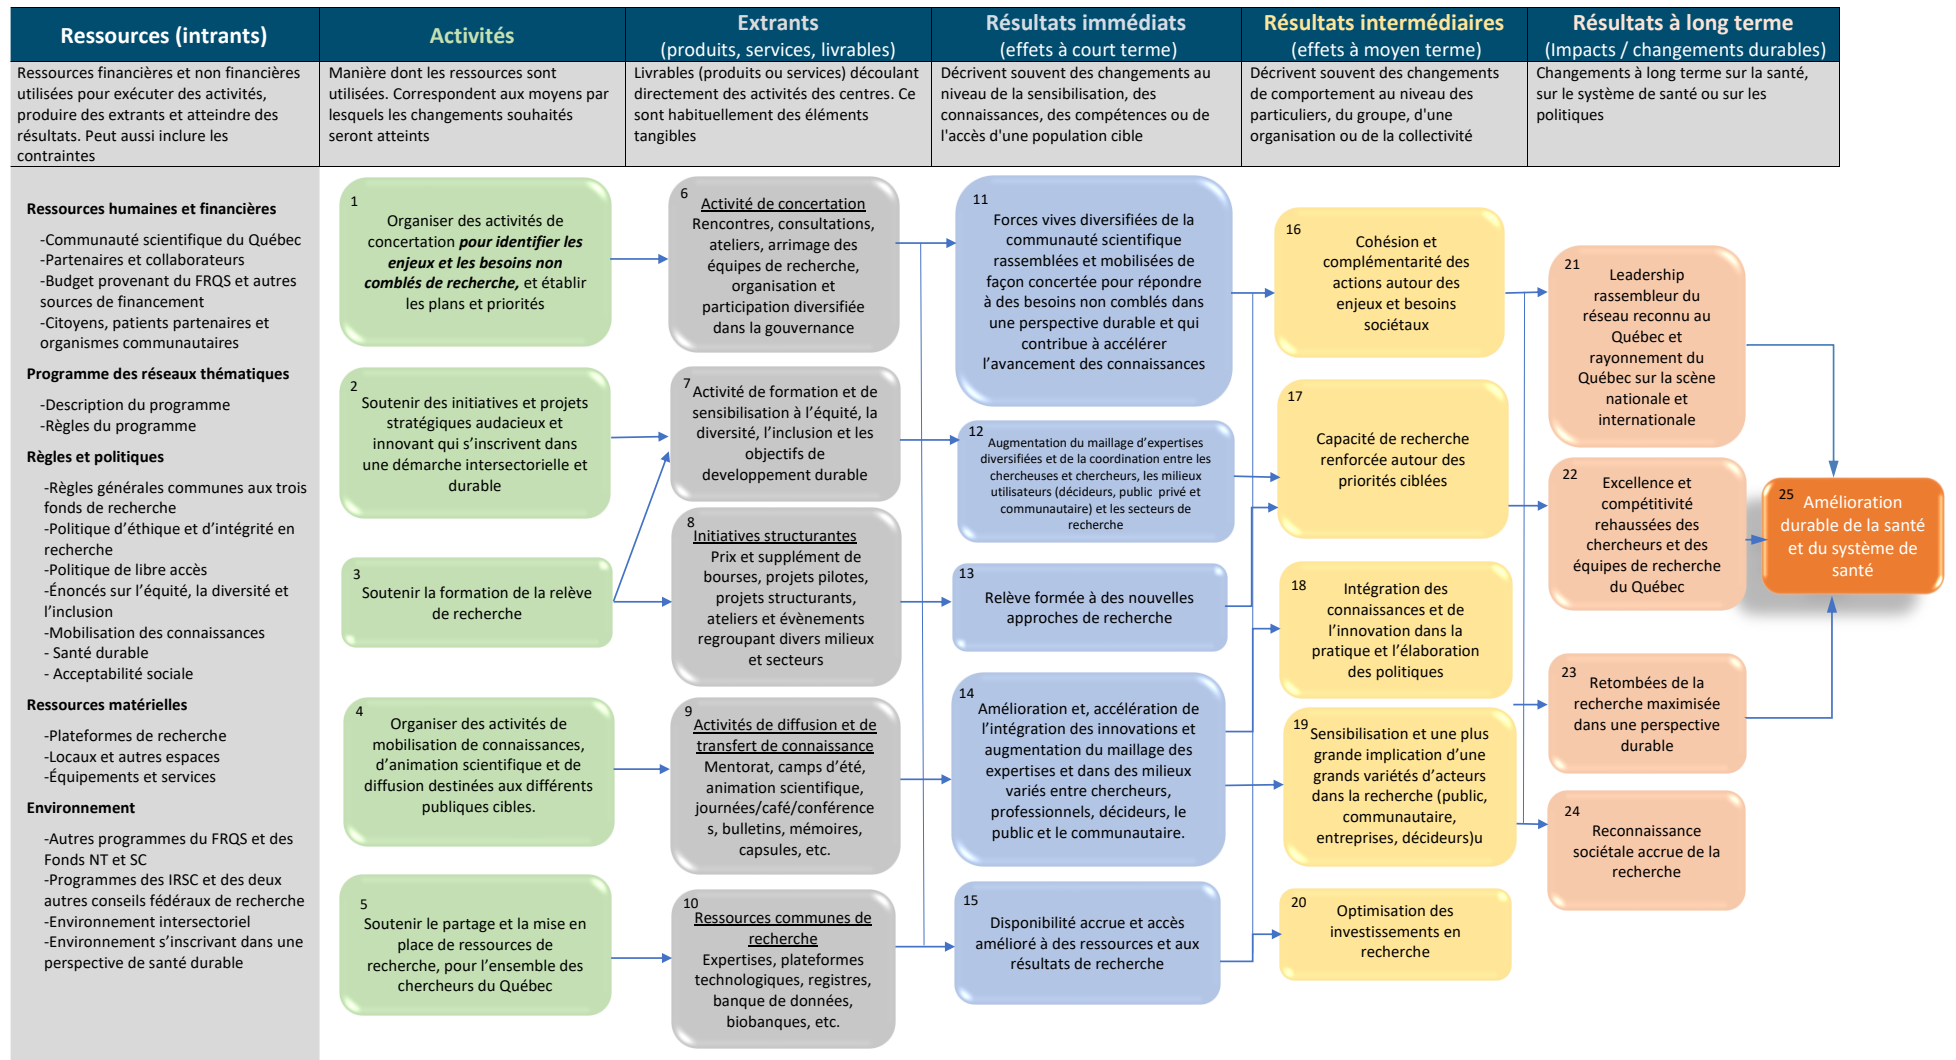 Ressources (intrants)
Activités
Extrants
(produits, services, livrables)
Résultats immédiats
(effets à court terme)
Résultats intermédiaires
(effets à moyen terme)
Résultats à long terme
(Impacts / changements durables)
Ressources financières et non financières
utilisées pour exécuter des activités,
produire des extrants et atteindre des
résultats. Peut aussi inclure les
contraintes
Manière dont les ressources sont
utilisées. Correspondent aux moyens par
lesquels les changements souhaités
seront atteints
Livrables (produits ou services) découlant
directement des activités des centres. Ce
sont habituellement des éléments
tangibles
Décrivent souvent des changements au
niveau de la sensibilisation, des
connaissances, des compétences ou de
l'accès d'une population cible
Décrivent souvent des changements
de comportement au niveau des
particuliers, du groupe, d'une
organisation ou de la collectivité
Changements à long terme sur la santé,
sur le système de santé ou sur les
politiques
Ressources humaines et financières
-Communauté scientifique du Québec
-Partenaires et collaborateurs
-Budget provenant du FRQS et autres
sources de financement
-Citoyens, patients partenaires et
organismes communautaires
Programme des réseaux thématiques
-Description du programme
-Règles du programme
Règles et politiques
-Règles générales communes aux trois
fonds de recherche
-Politique d’éthique et d’intégrité en
recherche
-Politique de libre accès
-Énoncés sur l’équité, la diversité et
l’inclusion
-Mobilisation des connaissances
- Santé durable
- Acceptabilité sociale
Ressources matérielles
-Plateformes de recherche
-Locaux et autres espaces
-Équipements et services
Environnement
-Autres programmes du FRQS et des
Fonds NT et SC
-Programmes des IRSC et des deux
autres conseils fédéraux de recherche
-Environnement intersectoriel
-Environnement s’inscrivant dans une
perspective de santé durable
1
Organiser des activités de
concertation pour identifier les
enjeux et les besoins non
comblés de recherche, et établir
les plans et priorités
2
Soutenir des initiatives et projets
stratégiques audacieux et
innovant qui s’inscrivent dans
une démarche intersectorielle et
durable
3
Soutenir la formation de la relève
de recherche
4
Organiser des activités de
mobilisation de connaissances,
d’animation scientifique et de
diffusion destinées aux différents
publiques cibles.
5
Soutenir le partage et la mise en
place de ressources de
recherche, pour l’ensemble des
chercheurs du Québec
6
Activité de concertation
Rencontres, consultations,
ateliers, arrimage des
équipes de recherche,
organisation et
participation diversifiée
dans la gouvernance
7
Activité de formation et de
sensibilisation à l’équité, la
diversité, l’inclusion et les
objectifs de
developpement durable
8
Initiatives structurantes
Prix et supplément de
bourses, projets pilotes,
projets structurants,
ateliers et évènements
regroupant divers milieux
et secteurs
9
Activités de diffusion et de
transfert de connaissance
Mentorat, camps d’été,
animation scientifique,
journées/café/conférence
s, bulletins, mémoires,
capsules, etc.
10
Ressources communes de
recherche
Expertises, plateformes
technologiques, registres,
banque de données,
biobanques, etc.
11
Forces vives diversifiées de la
communauté scientifique
rassemblées et mobilisées de
façon concertée pour répondre
à des besoins non comblés dans
une perspective durable et qui
contribue à accélérer
l’avancement des connaissances
12
Augmentation du maillage d’expertises
diversifiées et de la coordination entre les
chercheuses et chercheurs, les milieux
utilisateurs (décideurs, public privé et
communautaire) et les secteurs de
recherche
13
Relève formée à des nouvelles
approches de recherche
14
Amélioration et, accélération de
l’intégration des innovations et
augmentation du maillage des
expertises et dans des milieux
variés entre chercheurs,
professionnels, décideurs, le
public et le communautaire.
15
Disponibilité accrue et accès
amélioré à des ressources et aux
résultats de recherche
16
Cohésion et
complémentarité des
actions autour des
enjeux et besoins
sociétaux
17
Capacité de recherche
renforcée autour des
priorités ciblées
18
Intégration des
connaissances et de
l’innovation dans la
pratique et l’élaboration
des politiques
19
Sensibilisation et une plus
grande implication d’une
grands variétés d’acteurs
dans la recherche (public,
communautaire,
entreprises, décideurs)u
20
Optimisation des
investissements en
recherche
21
Leadership
rassembleur du
réseau reconnu au
Québec et
rayonnement du
Québec sur la scène
nationale et
internationale
22
Excellence et
compétitivité
rehaussées des
chercheurs et des
équipes de recherche
du Québec
23
Retombées de la
recherche maximisée
dans une perspective
durable
24
Reconnaissance
sociétale accrue de la
recherche
25
Amélioration
durable de la santé
et du système de
santé